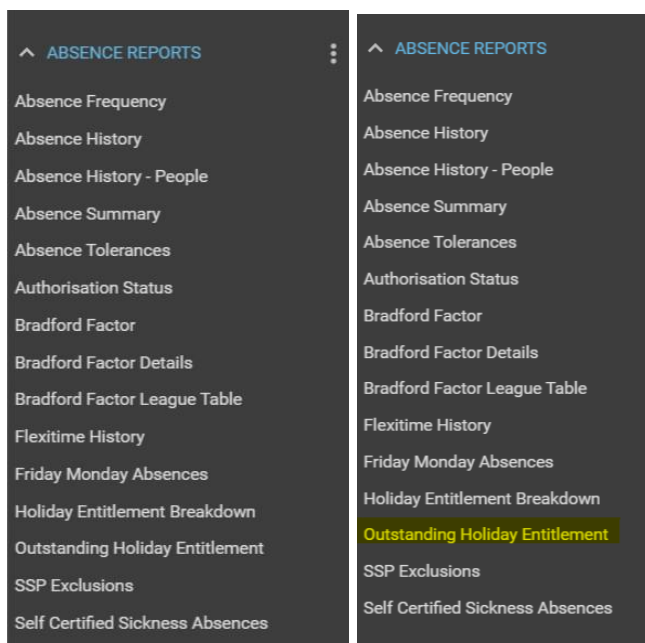 ABSENCE REPORTS
Absence Frequency
Absence History
Absence History - People
Absence Summary
Absence Tolerances
Authorisation Status
Bradford Factor
Bradford Factor Details
Bradford Factor League Table
Flexitime History
Friday Monday Absences
Holiday Entitlement Breakdown
Outstanding Holiday Entitlement
SSP Exclusions
Self Certified Sickness Absences
ABSENCE REPORTS
Absence Frequency
Absence History
Absence History - People
Absence Summary
Absence Tolerances
Authorisation Status
Bradford Factor
Bradford Factor Details
Bradford Factor League Table
Flexitime History
Friday Monday Absences
Holiday Entitlement Breakdown
Outstanding Holiday Entitlement
SSP Exclusions
Self Certified Sickness Absences